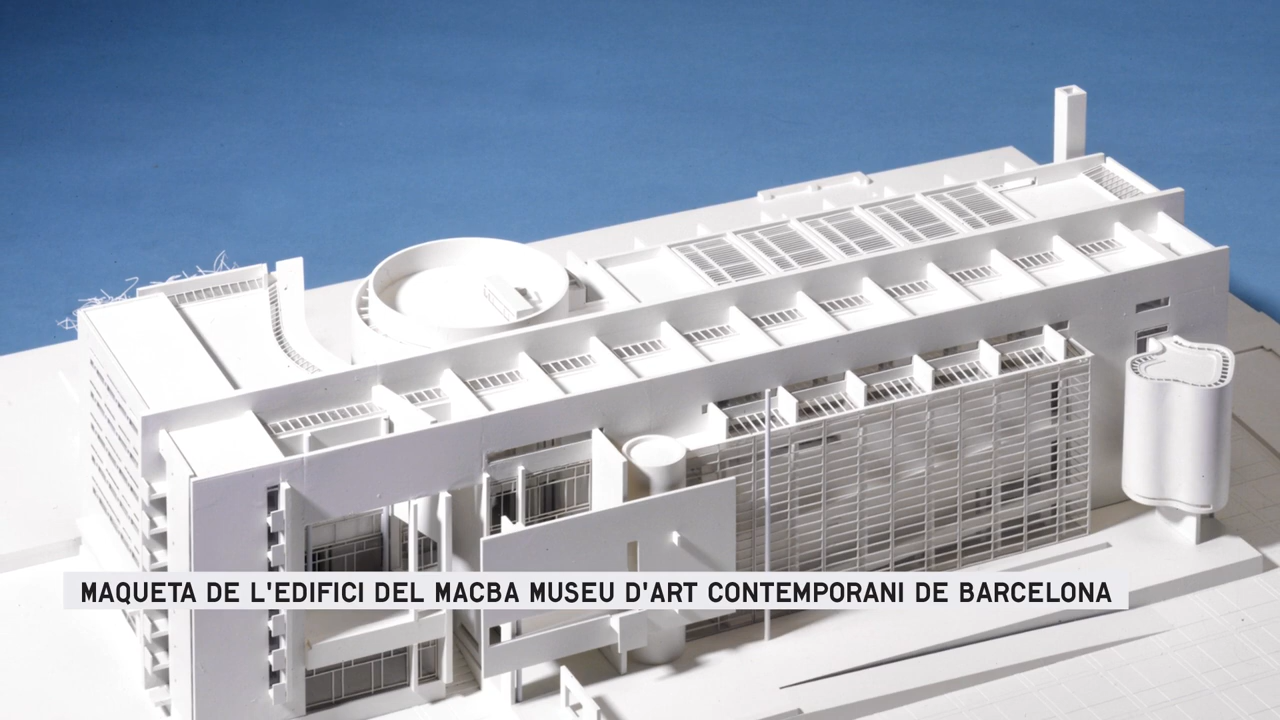 MAQUETA DE L'EDIFICI DEL MACBA MUSEU D'ART CONTEMPORANI DE BARCELONA